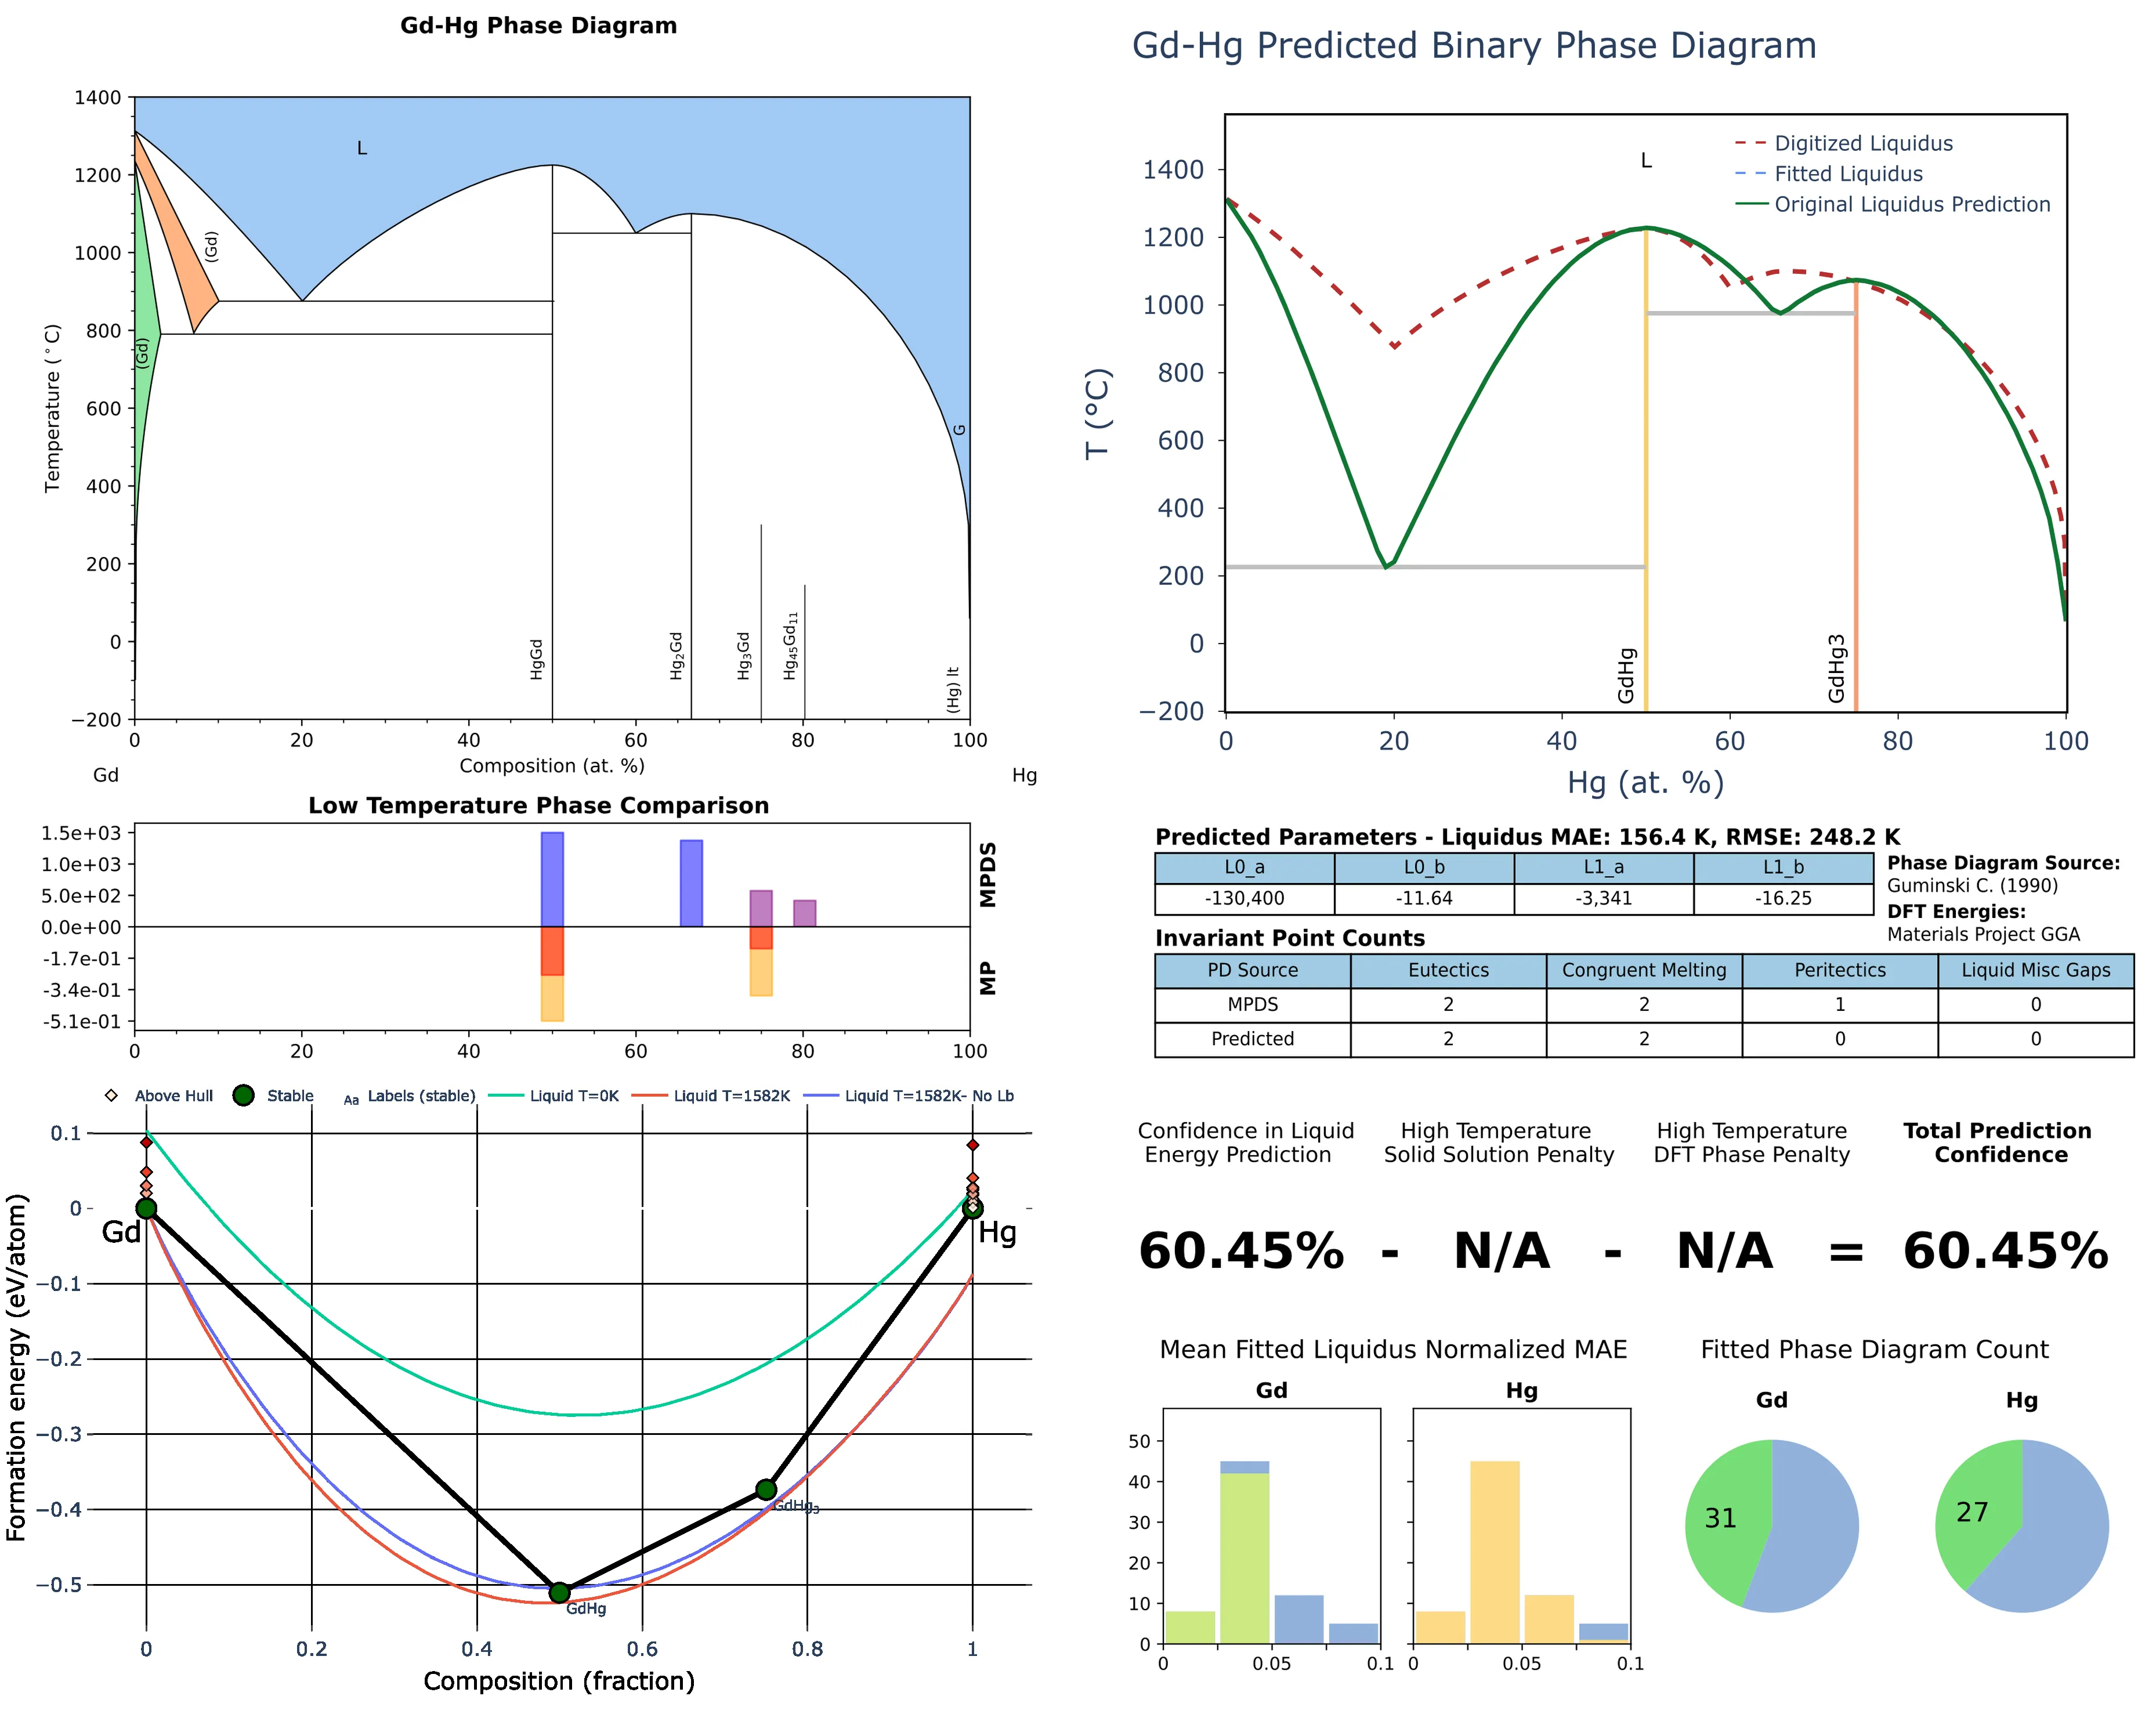 Gd-Hg Phase Diagram
1400
1200
1000
800
600
400
200
0
−200
Temperature (°C)
L
(Gd)
(Gd)
G
HgGd
Hg2Gd
Hg3Gd
Hg45Gd11
(Hg) lt
0 20 40 60 80 100
Composition (at. %)
Gd Hg
Gd-Hg Predicted Binary Phase Diagram
1400
1200
1000
800
600
400
200
0
−200
T (°C)
L
Digitized Liquidus
Fitted Liquidus
Original Liquidus Prediction
GdHg
GdHg3
0 20 40 60 80 100
Hg (at. %)
Low Temperature Phase Comparison
1.5e+03
1.0e+03
5.0e+02
0.0e+00
-1.7e-01
-3.4e-01
-5.1e-01
MPDS
MP
0 20 40 60 80 100
Predicted Parameters - Liquidus MAE: 156.4 K, RMSE: 248.2 K
L0_a L0_b L1_a L1_b
-130,400 -11.64 -3,341 -16.25
Phase Diagram Source:
Guminski C. (1990)
DFT Energies:
Materials Project GGA
Invariant Point Counts
PD Source Eutectics Congruent Melting Peritectics Liquid Misc Gaps
MPDS 2 2 1 0
Predicted 2 2 0 0
Above Hull Stable Aa Labels (stable) Liquid T=0K Liquid T=1582K Liquid T=1582K- No Lb
0.1
0
−0.1
−0.2
−0.3
−0.4
−0.5
Formation energy (eV/atom)
Gd
Hg
GdHg3
GdHg
0 0.2 0.4 0.6 0.8 1
Composition (fraction)
Confidence in Liquid
Energy Prediction
High Temperature
Solid Solution Penalty
High Temperature
DFT Phase Penalty
Total Prediction
Confidence
60.45% - N/A - N/A = 60.45%
Mean Fitted Liquidus Normalized MAE
Gd Hg
50
40
30
20
10
0
0 0.05 0.1
0 0.05 0.1
Fitted Phase Diagram Count
Gd Hg
31 27